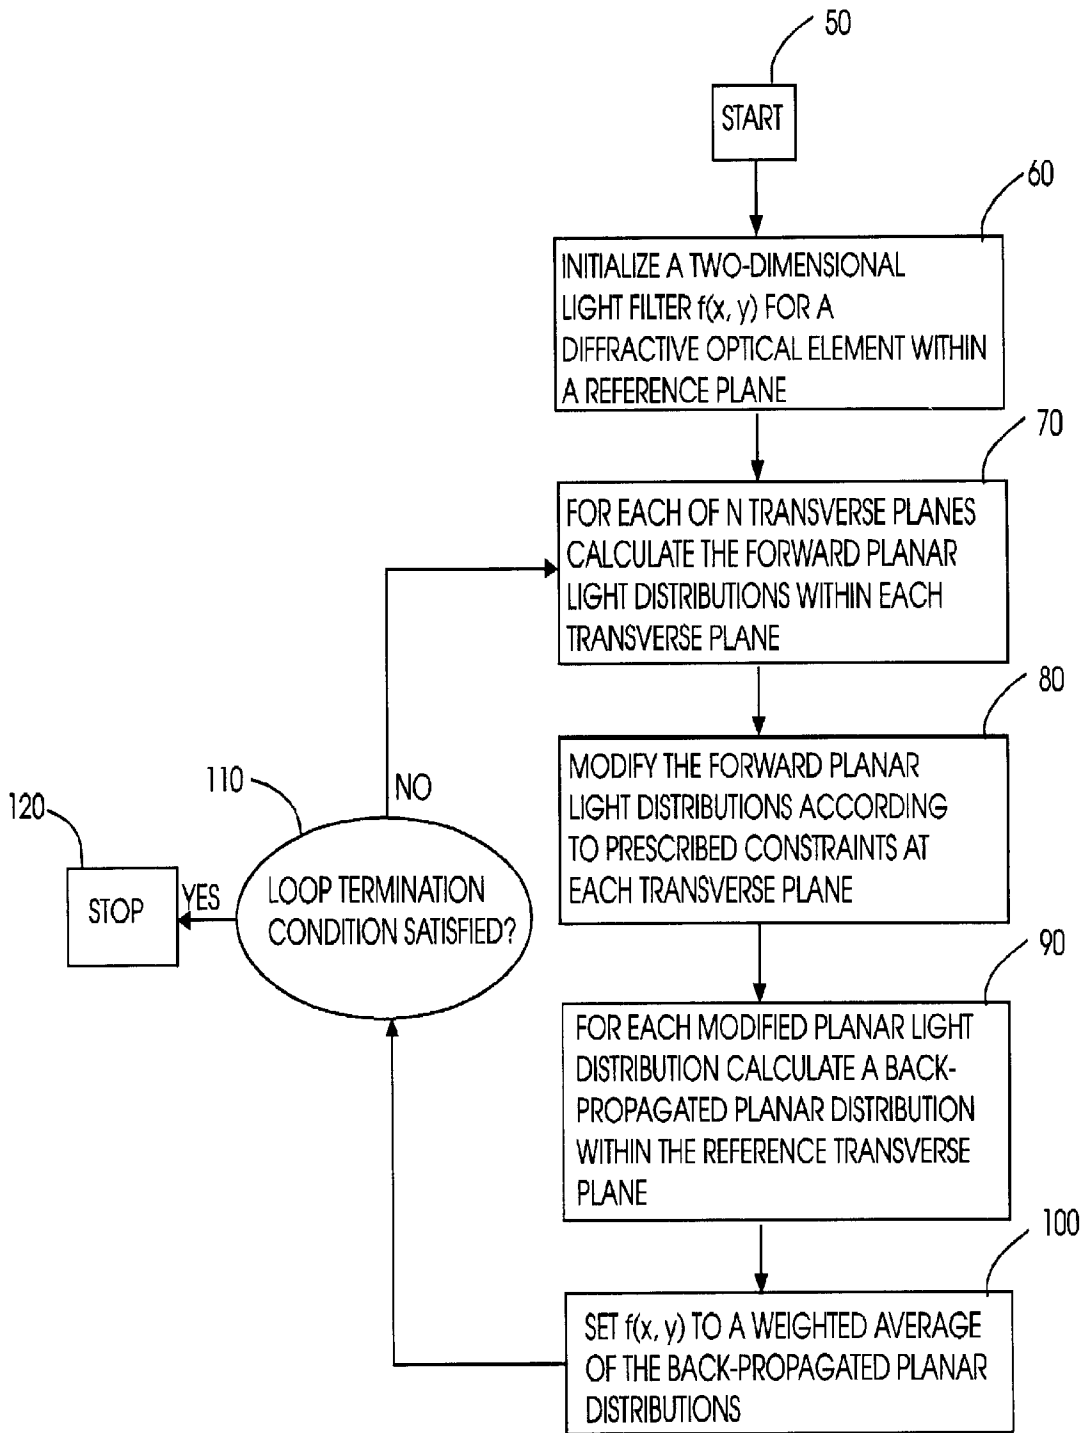 50
START
60
INITIALIZE A TWO-DIMENSIONAL
LIGHT FILTER f(x, y) FOR A
DIFFRACTIVE OPTICAL ELEMENT WITHIN
A REFERENCE PLANE
70
FOR EACH OF N TRANSVERSE PLANES
CALCULATE THE FORWARD PLANAR
LIGHT DISTRIBUTIONS WITHIN EACH
TRANSVERSE PLANE
80
MODIFY THE FORWARD PLANAR
LIGHT DISTRIBUTIONS ACCORDING
TO PRESCRIBED CONSTRAINTS AT
EACH TRANSVERSE PLANE
90
FOR EACH MODIFIED PLANAR LIGHT
DISTRIBUTION CALCULATE A BACK-
PROPAGATED PLANAR DISTRIBUTION
WITHIN THE REFERENCE TRANSVERSE
PLANE
100
SET f(x, y) TO A WEIGHTED AVERAGE
OF THE BACK-PROPAGATED PLANAR
DISTRIBUTIONS
110
NO
LOOP TERMINATION
CONDITION SATISFIED?
YES
120
STOP